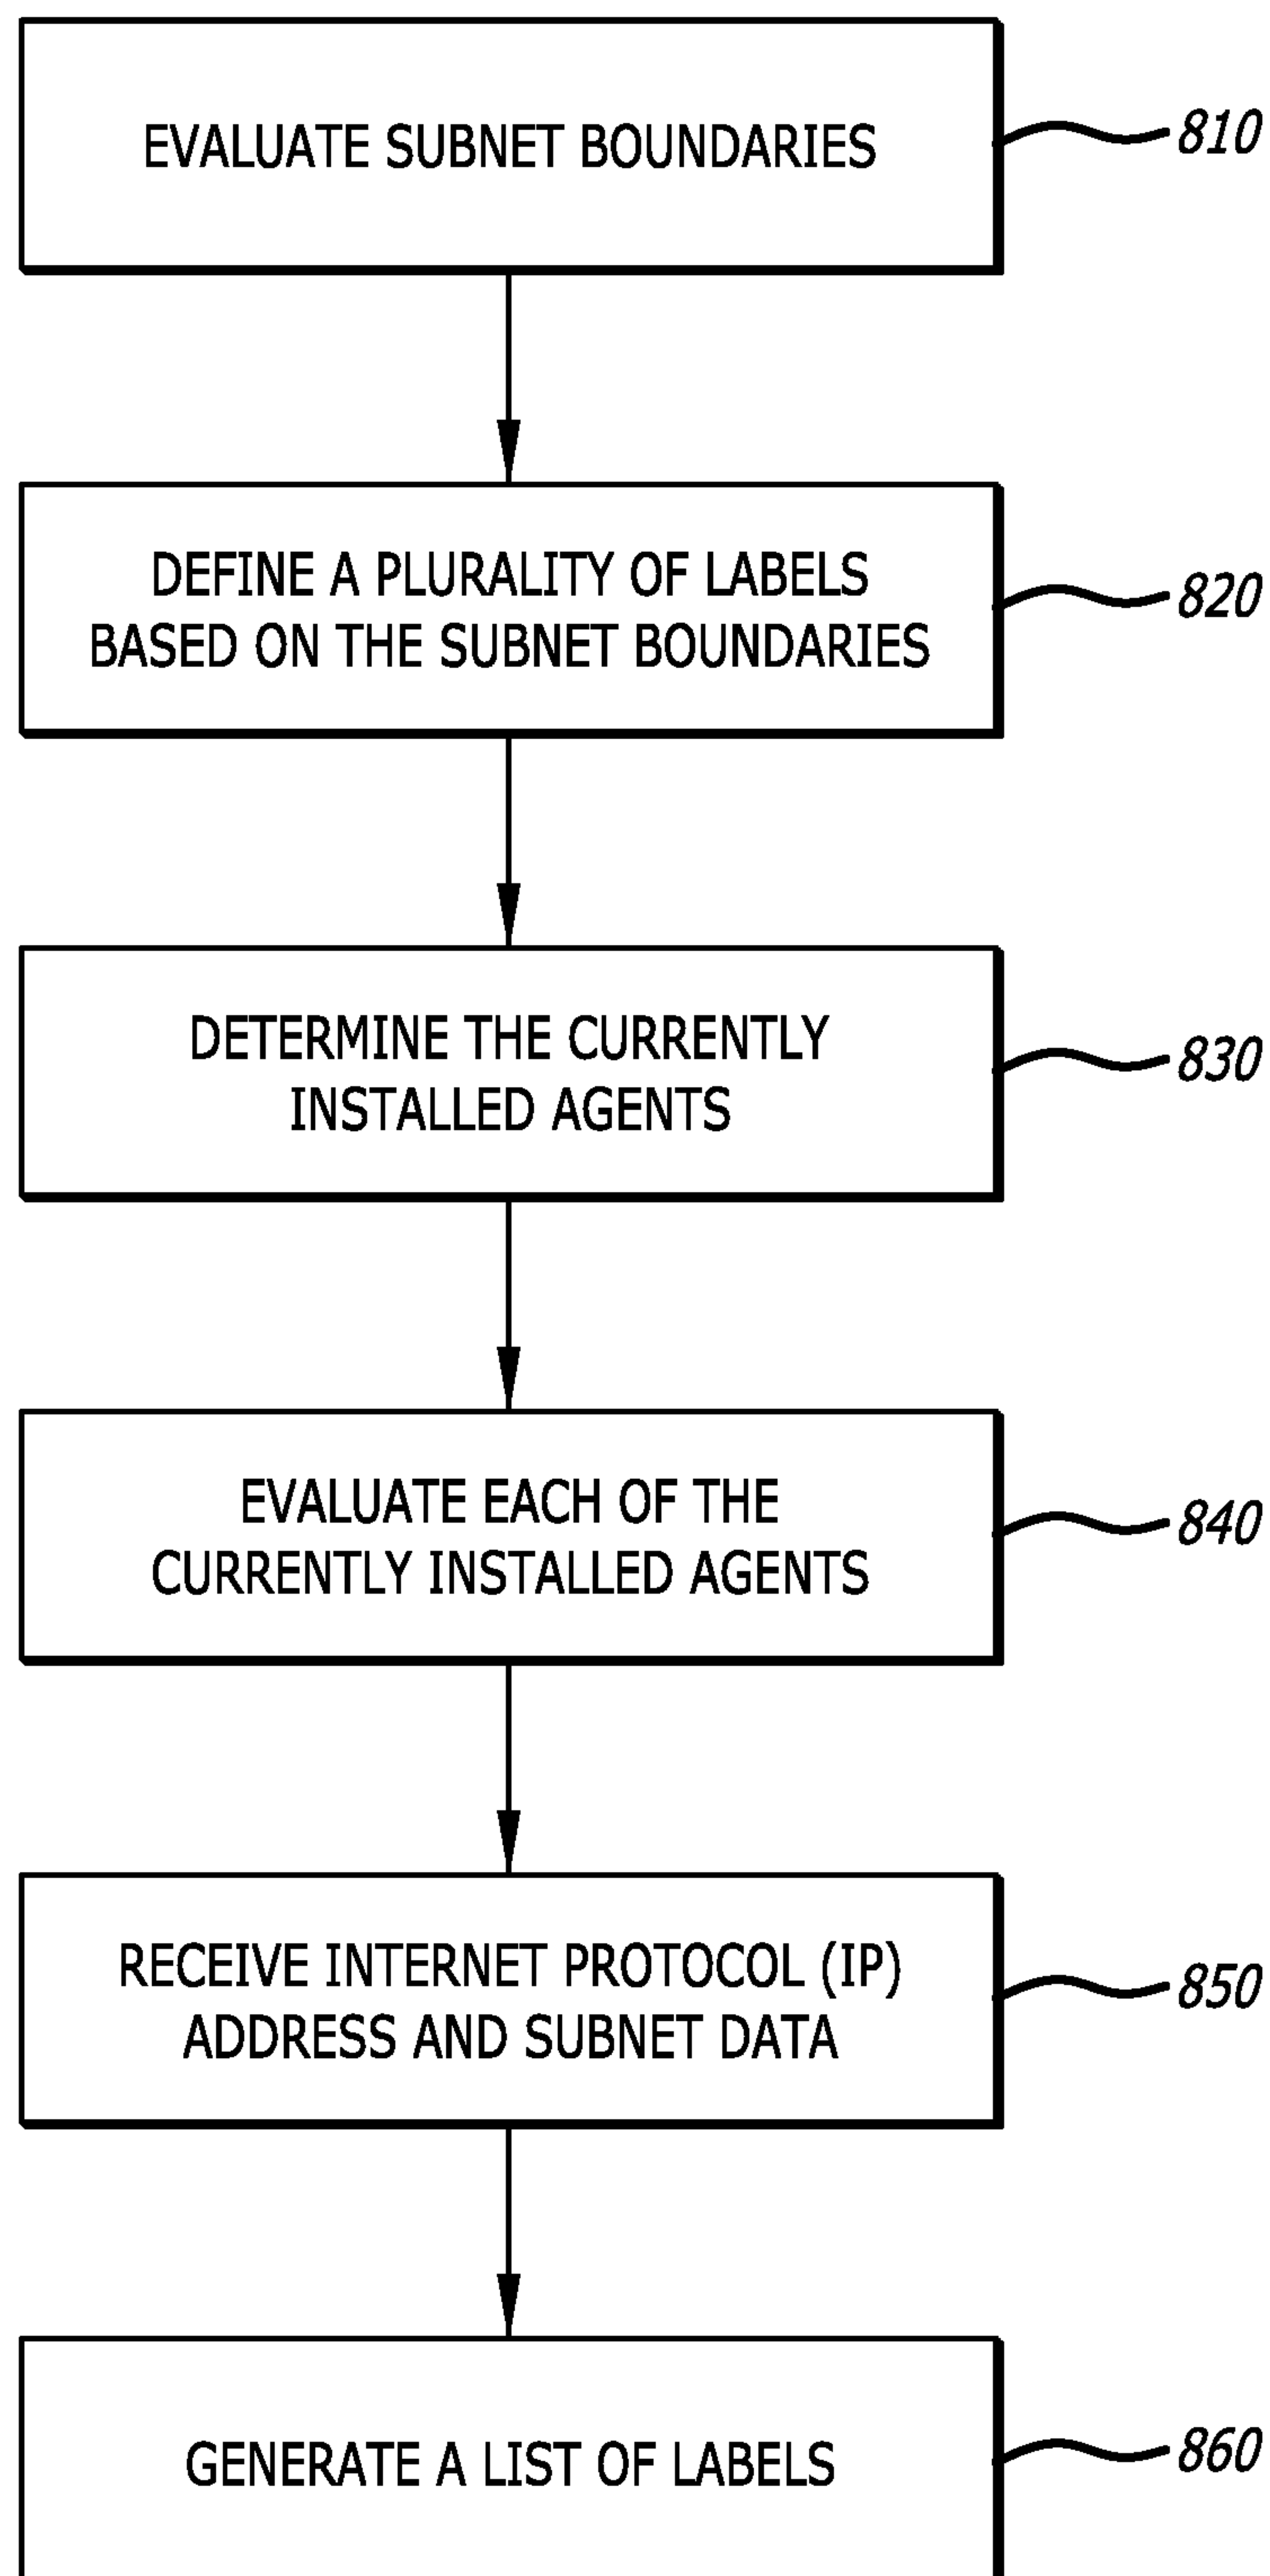 EVALUATE SUBNET BOUNDARIES
810
DEFINE A PLURALITY OF LABELS
BASED ON THE SUBNET BOUNDARIES
820
DETERMINE THE CURRENTLY
INSTALLED AGENTS
830
EVALUATE EACH OF THE
CURRENTLY INSTALLED AGENTS
840
RECEIVE INTERNET PROTOCOL (IP)
ADDRESS AND SUBNET DATA
850
GENERATE A LIST OF LABELS
860